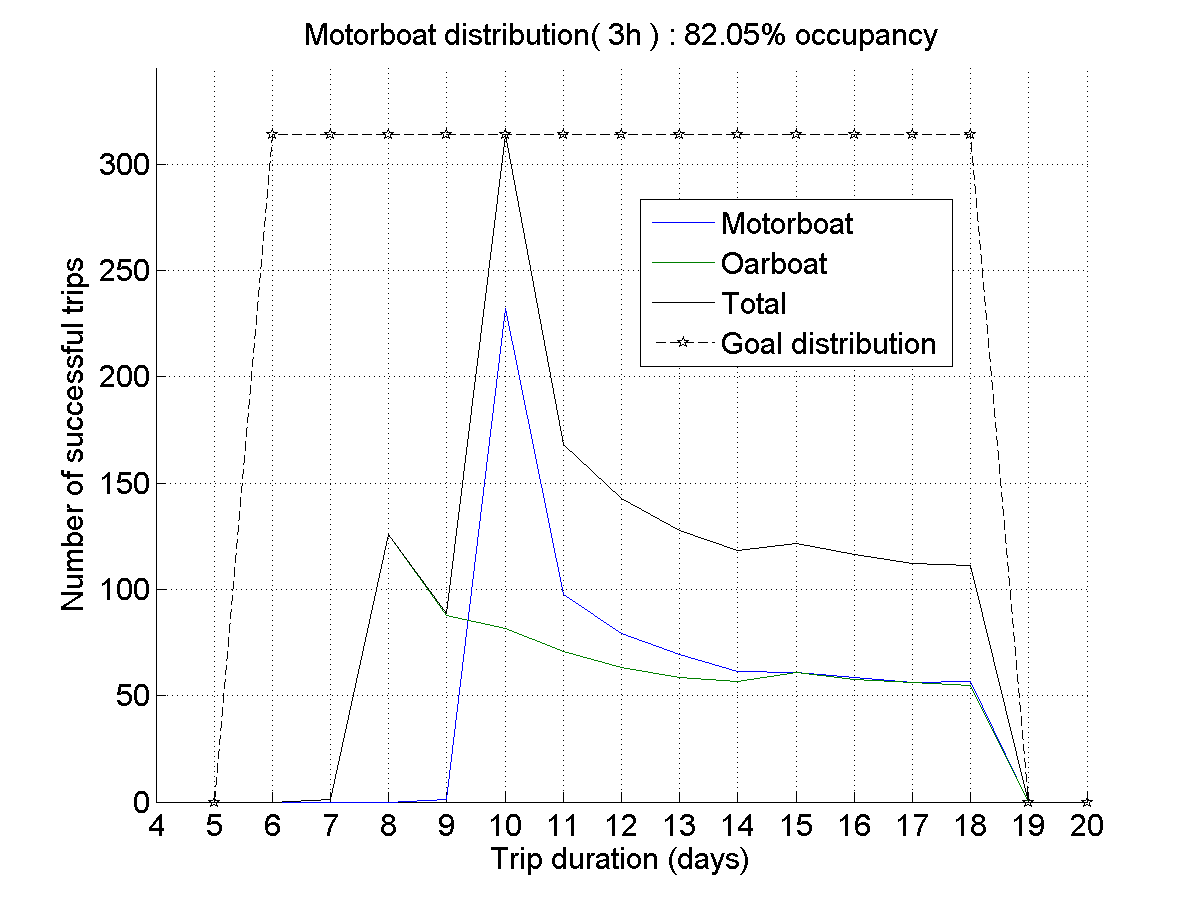 Motorboat distribution( 3h ) : 82.05% occupancy
Number of successful trips
300
250
200
150
100
50
0
Motorboat
Oarboat
Total
Goal distribution
4 5 6 7 8 9 10 11 12 13 14 15 16 17 18 19 20
Trip duration (days)